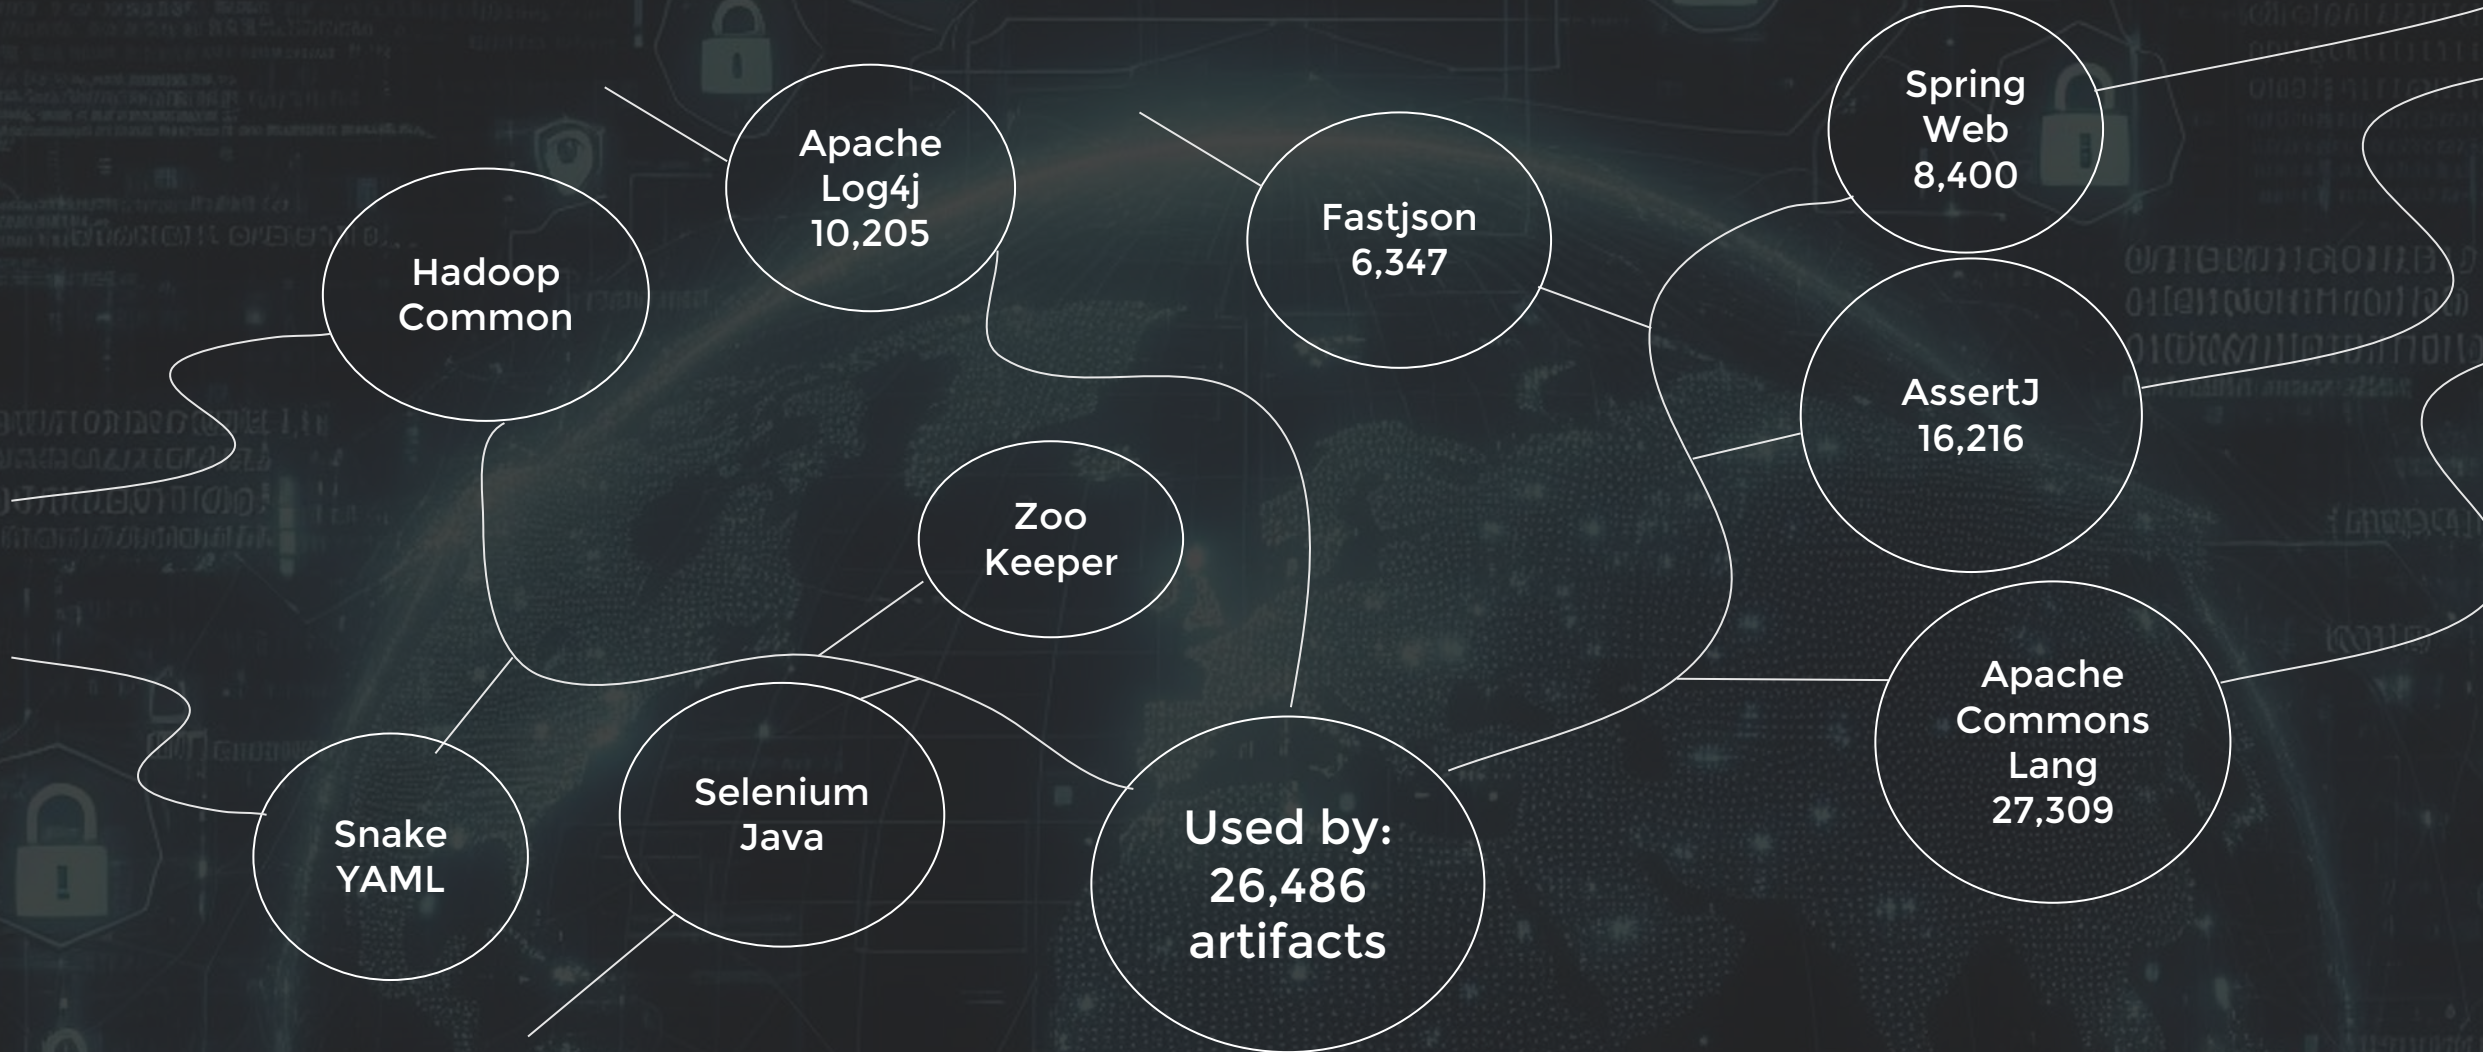 Spring
Web
8,400
Apache
Log4j
10,205
Fastjson
6,347
Hadoop
Common
AssertJ
16,216
Zoo
Keeper
Apache
Commons
Lang
27,309
Selenium
Java
Snake
YAML
Used by:
26,486
artifacts